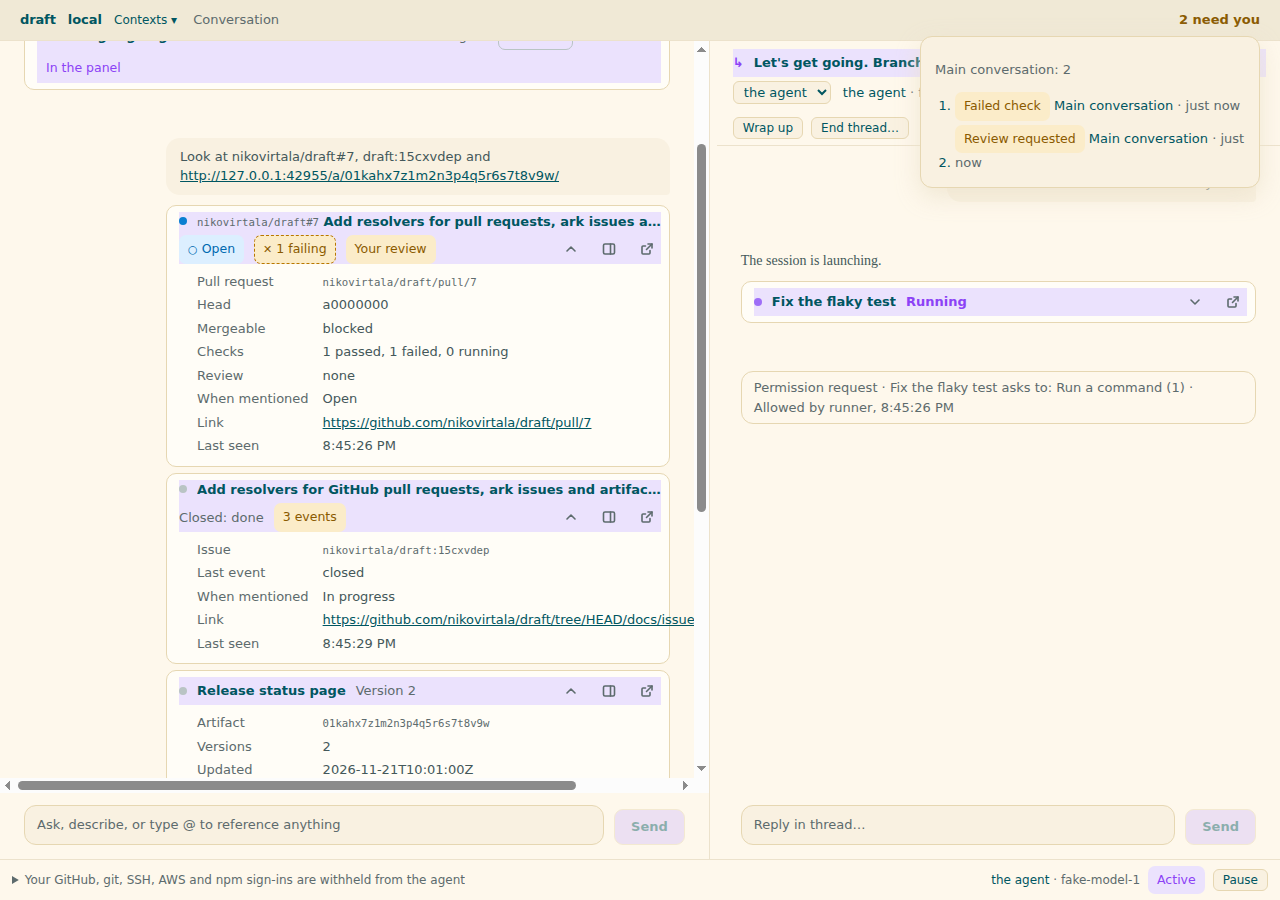 draft local Contexts ▾ Conversation
2 need you
In the panel
Look at nikovirtala/draft#7, draft:15cxvdep and
http://127.0.0.1:42955/a/01kahx7z1m2n3p4q5r6s7t8v9w/
nikovirtala/draft#7 Add resolvers for pull requests, ark issues a…
○ Open ✕ 1 failing Your review
Pull request nikovirtala/draft/pull/7
Head a0000000
Mergeable blocked
Checks 1 passed, 1 failed, 0 running
Review none
When mentioned Open
Link https://github.com/nikovirtala/draft/pull/7
Last seen 8:45:26 PM
Add resolvers for GitHub pull requests, ark issues and artifac…
Closed: done 3 events
Issue nikovirtala/draft:15cxvdep
Last event closed
When mentioned In progress
Link https://github.com/nikovirtala/draft/tree/HEAD/docs/issue
Last seen 8:45:29 PM
Release status page Version 2
Artifact 01kahx7z1m2n3p4q5r6s7t8v9w
Versions 2
Updated 2026-11-21T10:01:00Z
Ask, describe, or type @ to reference anything
Send
↳ Let's get going. Branch
the agent the agent ·
Wrap up End thread…
Main conversation: 2
1. Failed check Main conversation · just now
Review requested Main conversation · just
2. now
The session is launching.
Fix the flaky test Running
Permission request · Fix the flaky test asks to: Run a command (1) ·
Allowed by runner, 8:45:26 PM
Reply in thread…
Send
▶ Your GitHub, git, SSH, AWS and npm sign-ins are withheld from the agent
the agent · fake-model-1 Active Pause